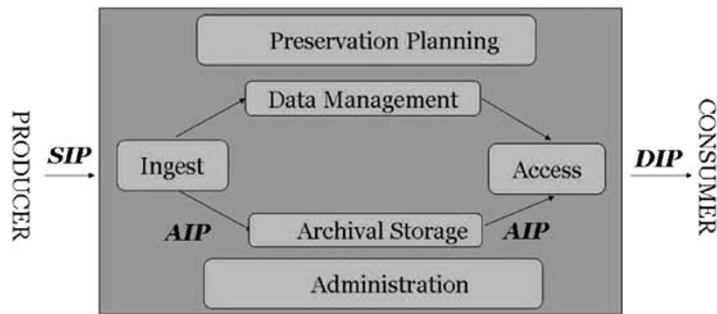 Preservation Planning
Data Management
PRODUCER
SIP
Ingest
Access
DIP
CONSUMER
AIP
Archival Storage
AIP
Administration